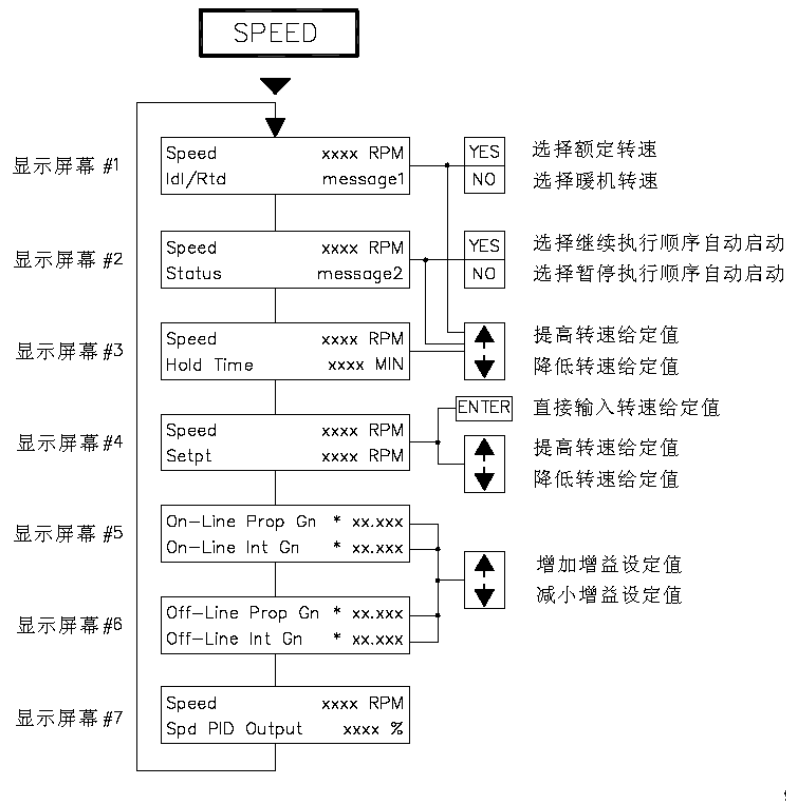 SPEED
显示屏幕 #1
Speed xxxx RPM
Idl/Rtd message1
YES 选择额定转速
NO 选择暖机转速
显示屏幕 #2
Speed xxxx RPM
Status message2
YES 选择继续执行顺序自动启动
NO 选择暂停执行顺序自动启动
显示屏幕 #3
Speed xxxx RPM
Hold Time xxxx MIN
提高转速给定值
降低转速给定值
显示屏幕 #4
Speed xxxx RPM
Setpt xxxx RPM
ENTER 直接输入转速给定值
提高转速给定值
降低转速给定值
显示屏幕 #5
On-Line Prop Gn * xx.xxx
On-Line Int Gn * xx.xxx
增加增益设定值
减小增益设定值
显示屏幕 #6
Off-Line Prop Gn * xx.xxx
Off-Line Int Gn * xx.xxx
显示屏幕 #7
Speed xxxx RPM
Spd PID Output xxxx %